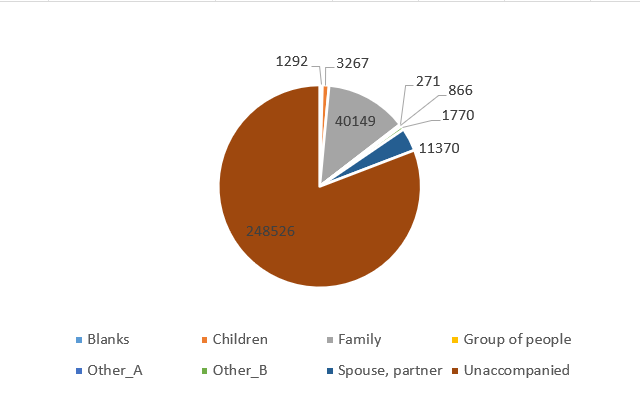 1292
3267
271
866
1770
40149
11370
248526
Blanks
Children
Family
Group of people
Other_A
Other_B
Spouse, partner
Unaccompanied